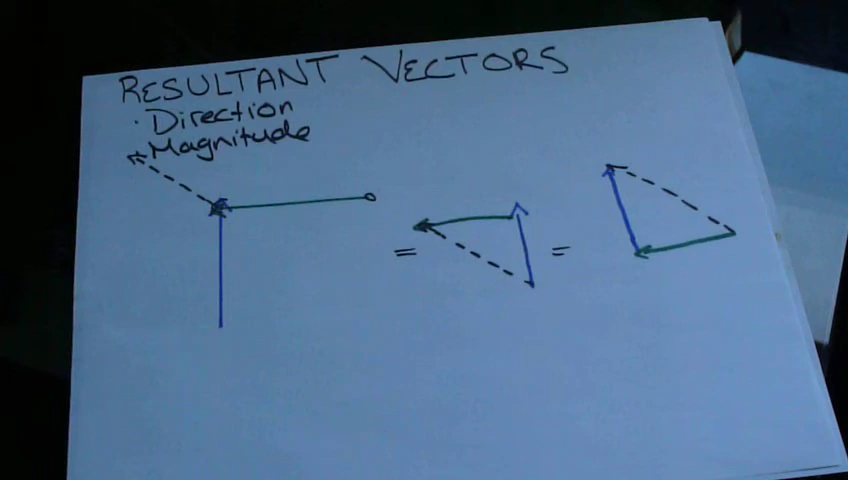 RESULTANT VECTORS
· Direction
· Magnitude
= =